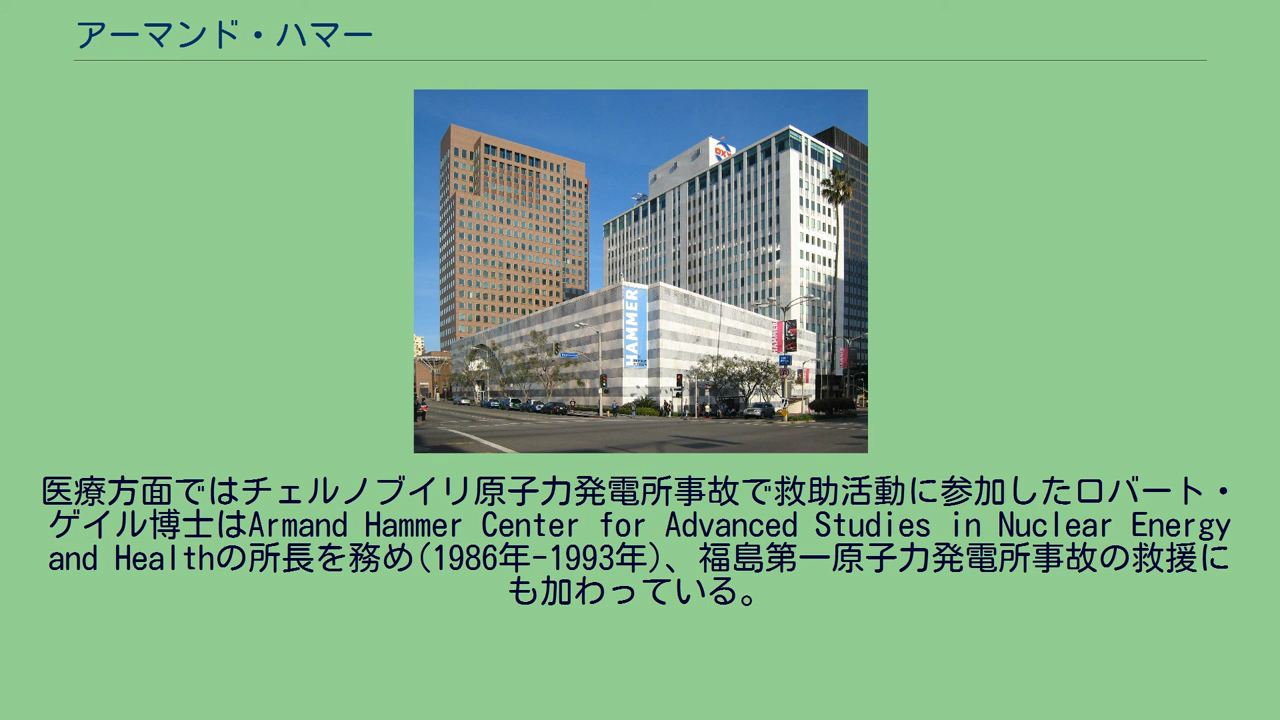 アーマンド・ハマー
OXY
HAMMER
HAMMER
医療方面ではチェルノブイリ原子力発電所事故で救助活動に参加したロバート・
ゲイル博士はArmand Hammer Center for Advanced Studies in Nuclear Energy
and Healthの所長を務め(1986年-1993年)、福島第一原子力発電所事故の救援に
も加わっている。